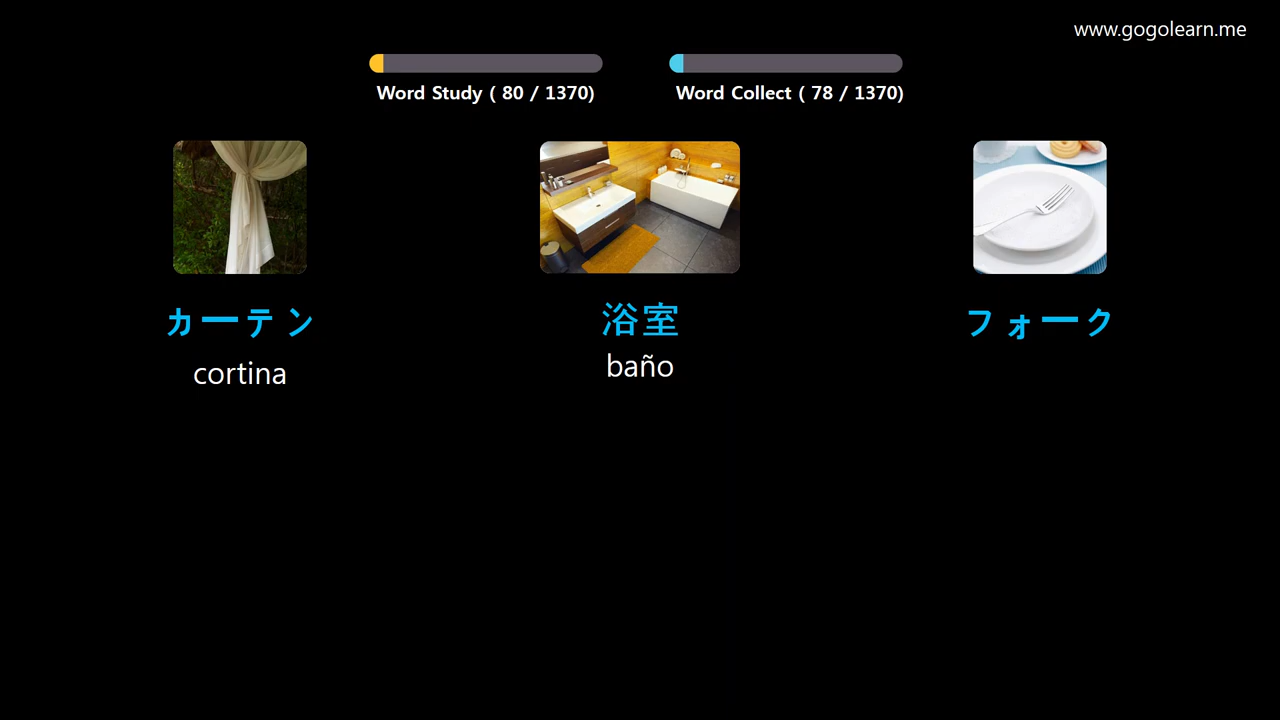 www.gogolearn.me
Word Study ( 80 / 1370)
Word Collect ( 78 / 1370)
カーテン
浴室
フォーク
cortina
baño